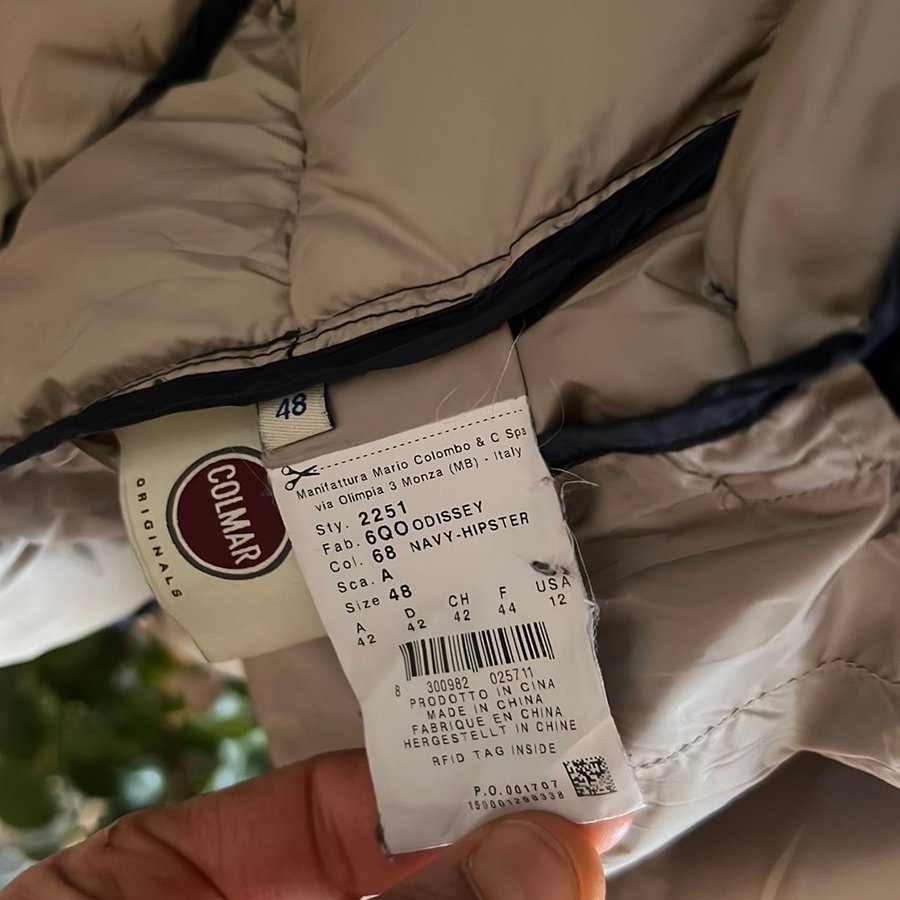 48
ORIGINALS
COLMAR
Manifattura Mario Colombo & C Spa
via Olimpia 3 Monza (MB) - Italy
Sty. 2251
Fab. 6QO ODISSEY
Col. 68 NAVY-HIPSTER
Sca. A
Size 48
A D CH F USA
42 42 42 44 12
8 300982 025711
PRODOTTO IN CINA
MADE IN CHINA
FABRIQUE EN CHINA
HERGESTELLT IN CHINE
RFID TAG INSIDE
P.O.001707